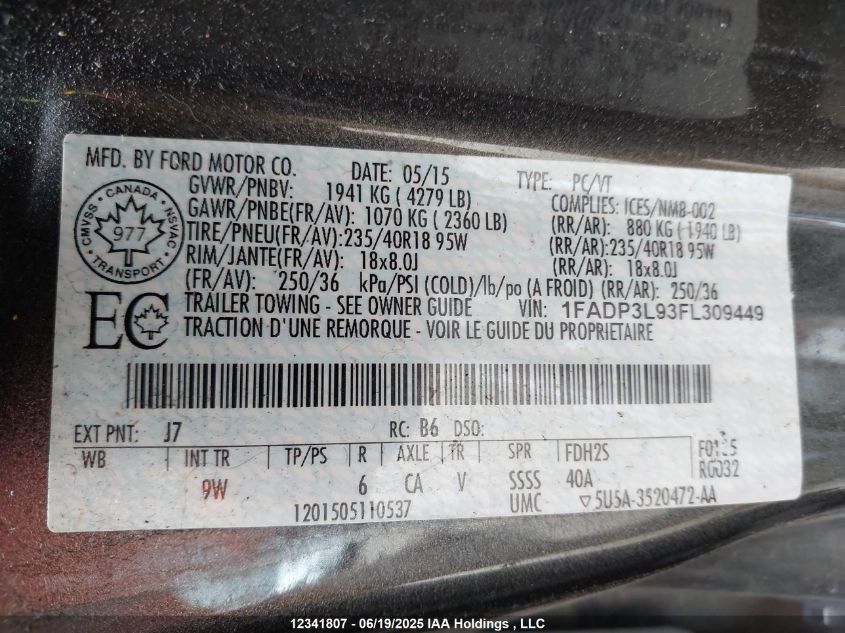 MFD. BY FORD MOTOR CO. DATE: 05/15 TYPE: PC/VT
GVWR/PNBV: 1941 KG ( 4279 LB) COMPLIES: ICES/NMB-002
GAWR/PNBE(FR/AV): 1070 KG ( 2360 LB) (RR/AR): 880 KG ( 1940 LB)
TIRE/PNEU(FR/AV):235/40R18 95W (RR/AR):235/40R18 95W
RIM/JANTE(FR/AV): 18x8.0J (RR/AR): 18x8.0J
(FR/AV): 250/36 kPa/PSI (COLD)/lb/po (A FROID) (RR/AR): 250/36
TRAILER TOWING - SEE OWNER GUIDE VIN: 1FADP3L93FL309449
TRACTION D'UNE REMORQUE - VOIR LE GUIDE DU PROPRIETAIRE
CANADA
CMVSS 977 NSVAC
TRANSPORT
EC
EXT PNT: J7 RC: B6 DSO:
WB INT TR TP/PS R AXLE TR SPR FDH2S
9W 6 CA V SSSS 40A RG032
1201505110537 UMC ▽5U5A-3520472-AA
12341807 - 06/19/2025 IAA Holdings , LLC